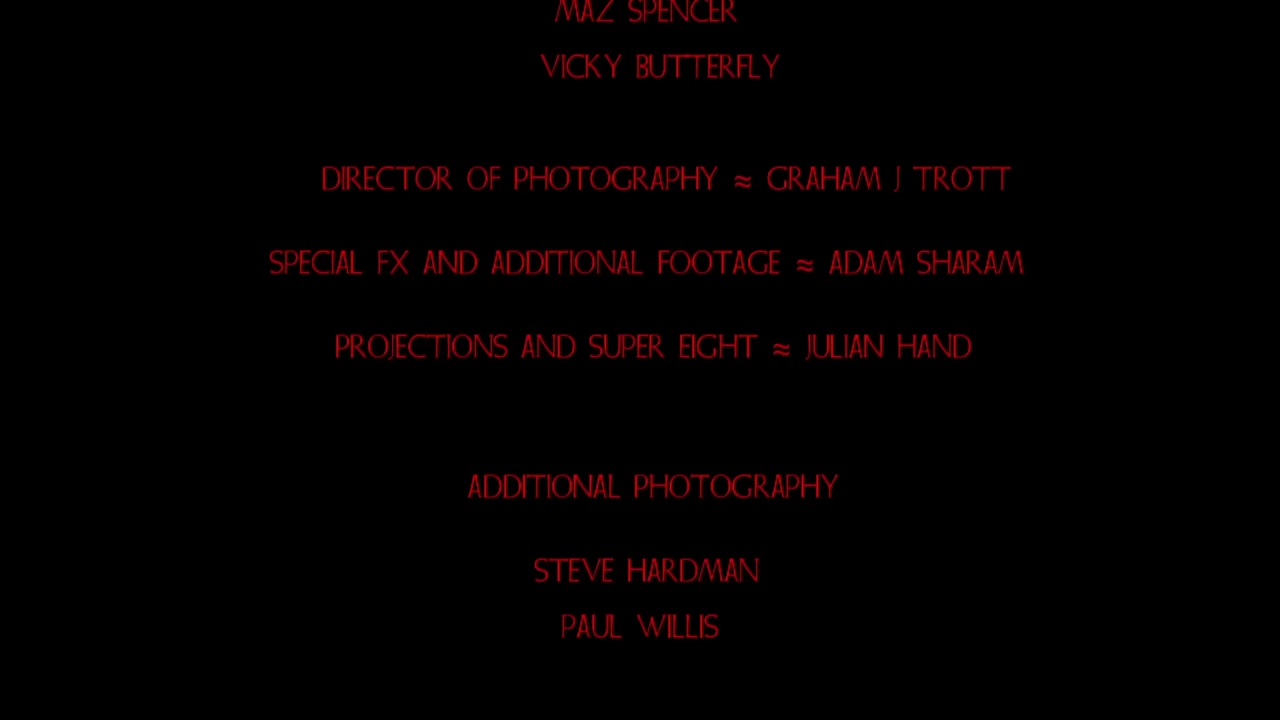 MAZ SPENCER
VICKY BUTTERFLY
DIRECTOR OF PHOTOGRAPHY ≈ GRAHAM J TROTT
SPECIAL FX AND ADDITIONAL FOOTAGE ≈ ADAM SHARAM
PROJECTIONS AND SUPER EIGHT ≈ JULIAN HAND
ADDITIONAL PHOTOGRAPHY
STEVE HARDMAN
PAUL WILLIS